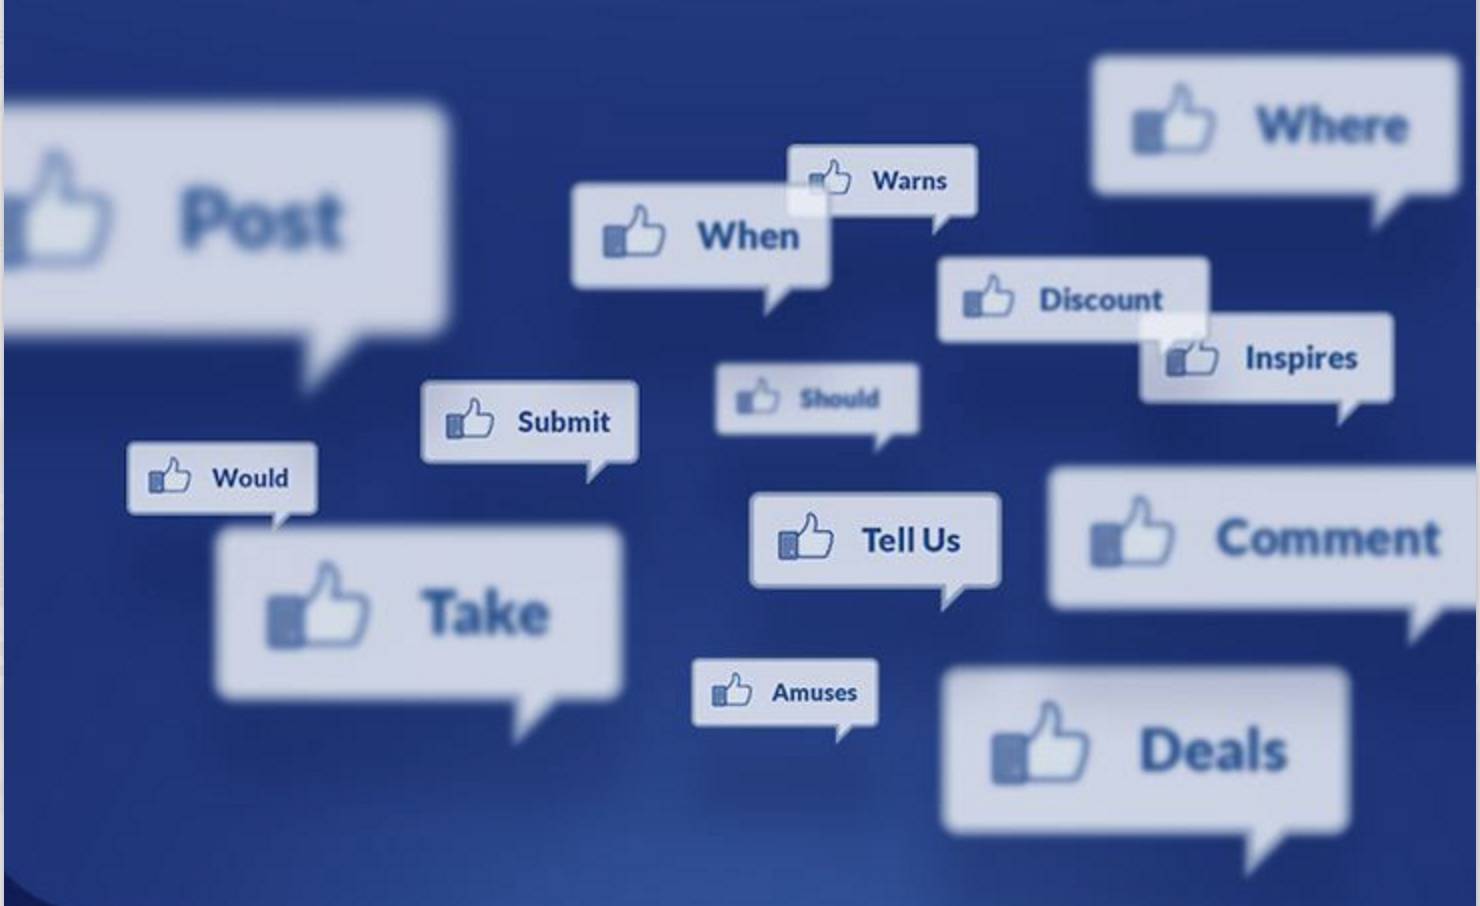 Where
Warns
Post
When
Discount
Inspires
Should
Submit
Would
Tell Us
Comment
Take
Amuses
Deals